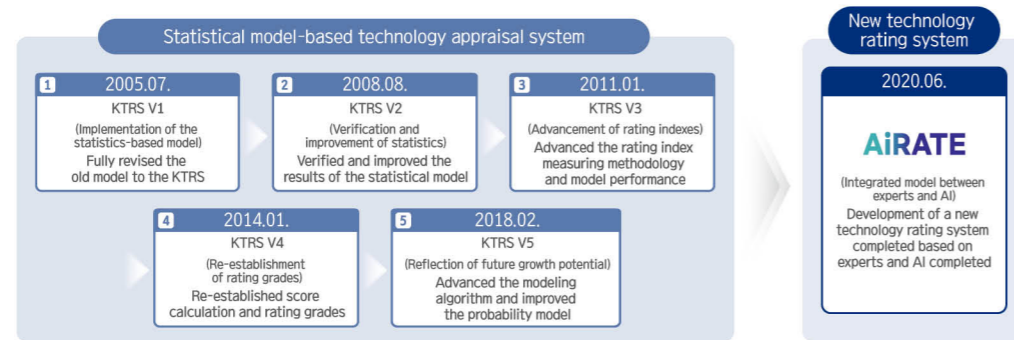 Statistical model-based technology appraisal system
1
2005.07.
KTRS V1
(Implementation of the
statistics-based model)
Fully revised the
old model to the KTRS
2
2008.08.
KTRS V2
(Verification and
improvement of statistics)
Verified and improved the
results of the statistical model
3
2011.01.
KTRS V3
(Advancement of rating indexes)
Advanced the rating index
measuring methodology
and model performance
4
2014.01.
KTRS V4
(Re-establishment
of rating grades)
Re-established score
calculation and rating grades
5
2018.02.
KTRS V5
(Reflection of future growth potential)
Advanced the modeling
algorithm and improved
the probability model
New technology
rating system
2020.06.
AiRATE
(Integrated model between
experts and AI)
Development of a new
technology rating system
completed based on
experts and AI completed